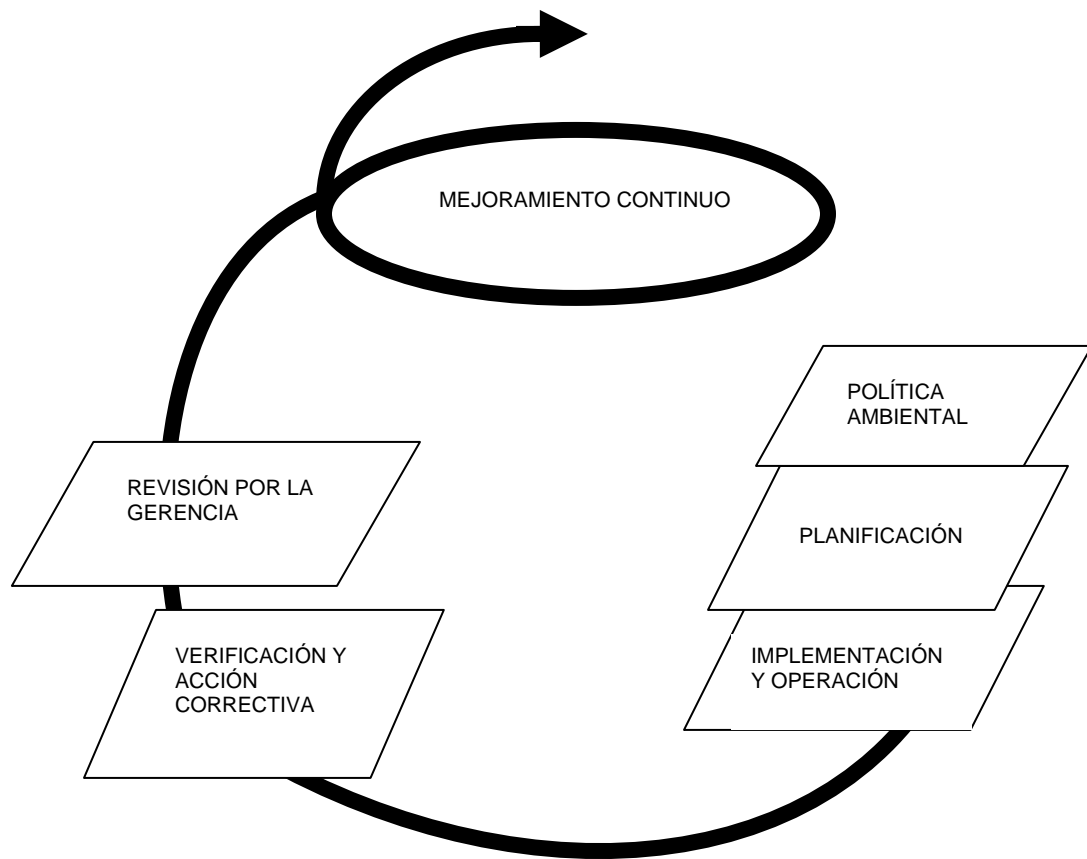 MEJORAMIENTO CONTINUO
POLÍTICA
AMBIENTAL
PLANIFICACIÓN
IMPLEMENTACIÓN
Y OPERACIÓN
VERIFICACIÓN Y
ACCIÓN
CORRECTIVA
REVISIÓN POR LA
GERENCIA